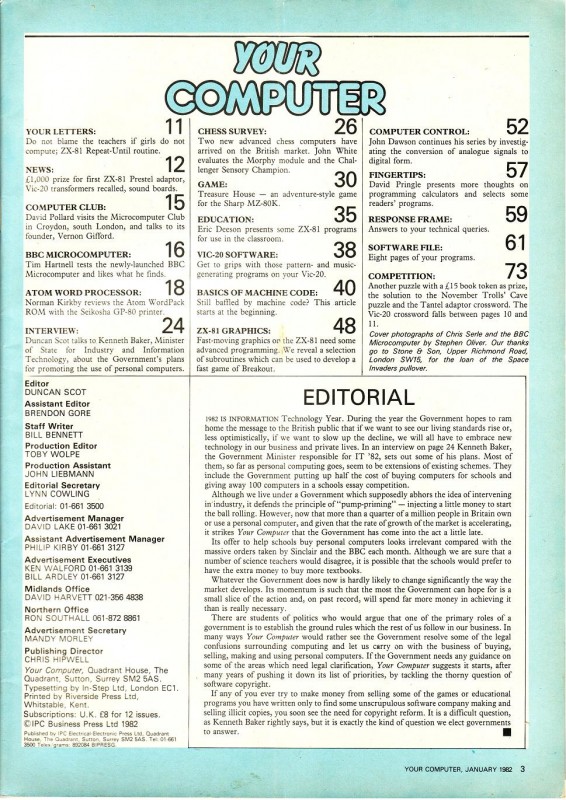 YOUR
COMPUTER
YOUR LETTERS: 11
Do not blame the teachers if girls do not
compute; ZX-81 Repeat-Until routine.
NEWS: 12
£1,000 prize for first ZX-81 Prestel adaptor,
Vic-20 transformers recalled, sound boards.
COMPUTER CLUB: 15
David Pollard visits the Microcomputer Club
in Croydon, south London, and talks to its
founder, Vernon Gifford.
BBC MICROCOMPUTER: 16
Tim Hartnell tests the newly-launched BBC
Microcomputer and likes what he finds.
ATOM WORD PROCESSOR: 18
Norman Kirkby reviews the Atom WordPack
ROM with the Seikosha GP-80 printer.
INTERVIEW: 24
Duncan Scot talks to Kenneth Baker, Minister
of State for Industry and Information
Technology, about the Government's plans
for promoting the use of personal computers.
CHESS SURVEY: 26
Two new advanced chess computers have
arrived on the British market. John White
evaluates the Morphy module and the Chal-
lenger Sensory Champion.
GAME: 30
Treasure House — an adventure-style game
for the Sharp MZ-80K.
EDUCATION: 35
Eric Deeson presents some ZX-81 programs
for use in the classroom.
VIC-20 SOFTWARE: 38
Get to grips with those pattern- and music-
generating programs on your Vic-20.
BASICS OF MACHINE CODE: 40
Still baffled by machine code? This article
starts at the beginning.
ZX-81 GRAPHICS: 48
Fast-moving graphics on the ZX-81 need some
advanced programming. We reveal a selection
of subroutines which can be used to develop a
fast game of Breakout.
COMPUTER CONTROL: 52
John Dawson continues his series by investig-
ating the conversion of analogue signals to
digital form.
FINGERTIPS: 57
David Pringle presents more thoughts on
programming calculators and selects some
readers' programs.
RESPONSE FRAME: 59
Answers to your technical queries.
SOFTWARE FILE: 61
Eight pages of your programs.
COMPETITION: 73
Another puzzle with a £15 book token as prize,
the solution to the November Trolls' Cave
puzzle and the Tantel adaptor crossword. The
Vic-20 crossword falls between pages 10 and
11.
Cover photographs of Chris Serle and the BBC
Microcomputer by Stephen Oliver. Our thanks
go to Stone & Son, Upper Richmond Road,
London SW15, for the loan of the Space
Invaders pullover.
Editor
DUNCAN SCOT
Assistant Editor
BRENDON GORE
Staff Writer
BILL BENNETT
Production Editor
TOBY WOLPE
Production Assistant
JOHN LIEBMANN
Editorial Secretary
LYNN COWLING
Editorial: 01-661 3500
Advertisement Manager
DAVID LAKE 01-661 3021
Assistant Advertisement Manager
PHILIP KIRBY 01-661 3127
Advertisement Executives
KEN WALFORD 01-661 3139
BILL ARDLEY 01-661 3127
Midlands Office
DAVID HARVETT 021-356 4838
Northern Office
RON SOUTHALL 061-872 8861
Advertisement Secretary
MANDY MORLEY
Publishing Director
CHRIS HIPWELL
Your Computer, Quadrant House, The
Quadrant, Sutton, Surrey SM2 5AS.
Typesetting by In-Step Ltd, London EC1.
Printed by Riverside Press Ltd,
Whitstable, Kent.
Subscriptions: U.K. £8 for 12 issues.
©IPC Business Press Ltd 1982
Published by IPC Electrical-Electronic Press Ltd, Quadrant
House, The Quadrant, Sutton, Surrey SM2 5AS. Tel: 01-661
3500 Telex/grams: 892084 BIPRESG.
EDITORIAL
1982 IS INFORMATION Technology Year. During the year the Government hopes to ram
home the message to the British public that if we want to see our living standards rise or,
less optimistically, if we want to slow up the decline, we will all have to embrace new
technology in our business and private lives. In an interview on page 24 Kenneth Baker,
the Government Minister responsible for IT '82, sets out some of his plans. Most of
them, so far as personal computing goes, seem to be extensions of existing schemes. They
include the Government putting up half the cost of buying computers for schools and
giving away 100 computers in a schools essay competition.
Although we live under a Government which supposedly abhors the idea of intervening
in industry, it defends the principle of "pump-priming" — injecting a little money to start
the ball rolling. However, now that more than a quarter of a million people in Britain own
or use a personal computer, and given that the rate of growth of the market is accelerating,
it strikes Your Computer that the Government has come into the act a little late.
Its offer to help schools buy personal computers looks irrelevant compared with the
massive orders taken by Sinclair and the BBC each month. Although we are sure that a
number of science teachers would disagree, it is possible that the schools would prefer to
have the extra money to buy more textbooks.
Whatever the Government does now is hardly likely to change significantly the way the
market develops. Its momentum is such that the most the Government can hope for is a
small slice of the action and, on past record, will spend far more money in achieving it
than is really necessary.
There are students of politics who would argue that one of the primary roles of a
government is to establish the ground rules which the rest of us follow in our business. In
many ways Your Computer would rather see the Government resolve some of the legal
confusions surrounding computing and let us carry on with the business of buying,
selling, making and using personal computers. If the Government needs any guidance on
some of the areas which need legal clarification, Your Computer suggests it starts, after
many years of pushing it down its list of priorities, by tackling the thorny question of
software copyright.
If any of you ever try to make money from selling some of the games or educational
programs you have written only to find some unscrupulous software company making and
selling illicit copies, you soon see the need for copyright reform. It is a difficult question,
as Kenneth Baker rightly says, but it is exactly the kind of question we elect governments
to answer.
YOUR COMPUTER, JANUARY 1982 3